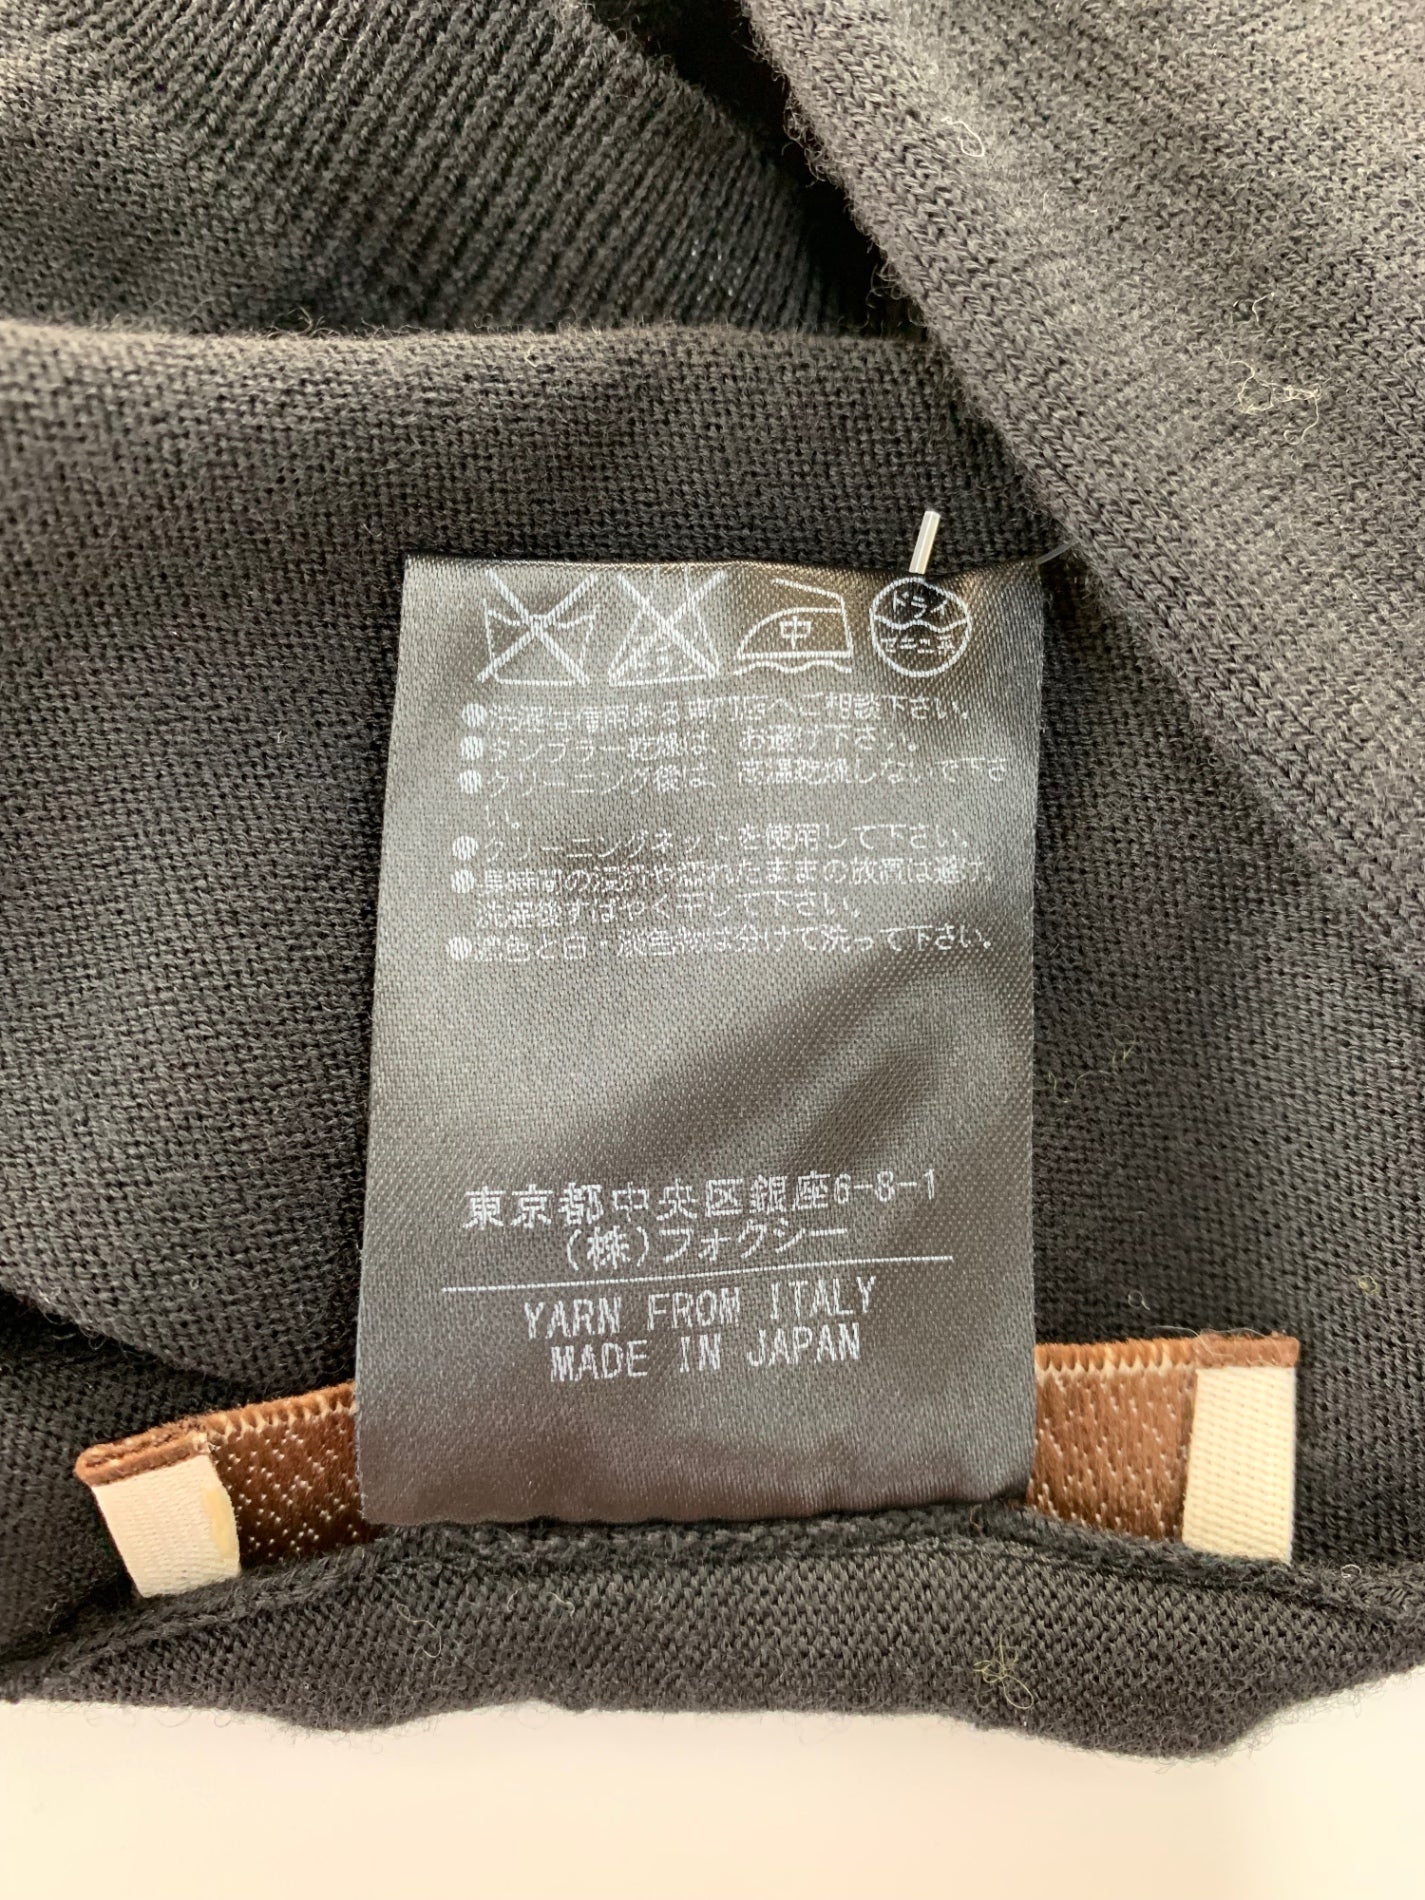 中
ドライ
●洗濯は信用ある専門店へご相談下さい。
●タンブラー乾燥は、お避け下さい。
●クリーニング後は、高温乾燥しないで下さ
い。
●クリーニングネットを使用して下さい。
●長時間の浸漬や濡れたままの放置は避け、
洗濯後すばやく干して下さい。
●濃色と白・淡色物は分けて洗って下さい。
東京都中央区銀座6-8-1
(株)フォクシー
YARN FROM ITALY
MADE IN JAPAN